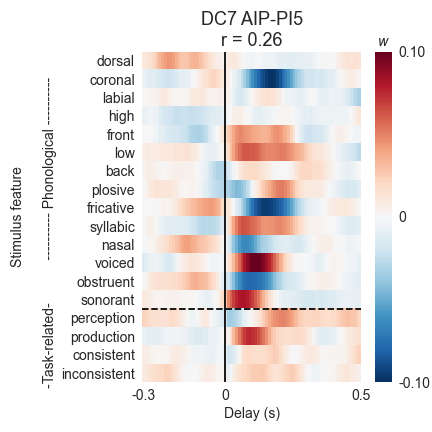 DC7 AIP-PI5
r = 0.26
w
dorsal
coronal
labial
high
front
low
back
plosive
fricative
syllabic
nasal
voiced
obstruent
sonorant
perception
production
consistent
inconsistent
Stimulus feature
-Task-related- ---------- Phonological ----------
0.10
0
-0.10
-0.3 0 0.5
Delay (s)